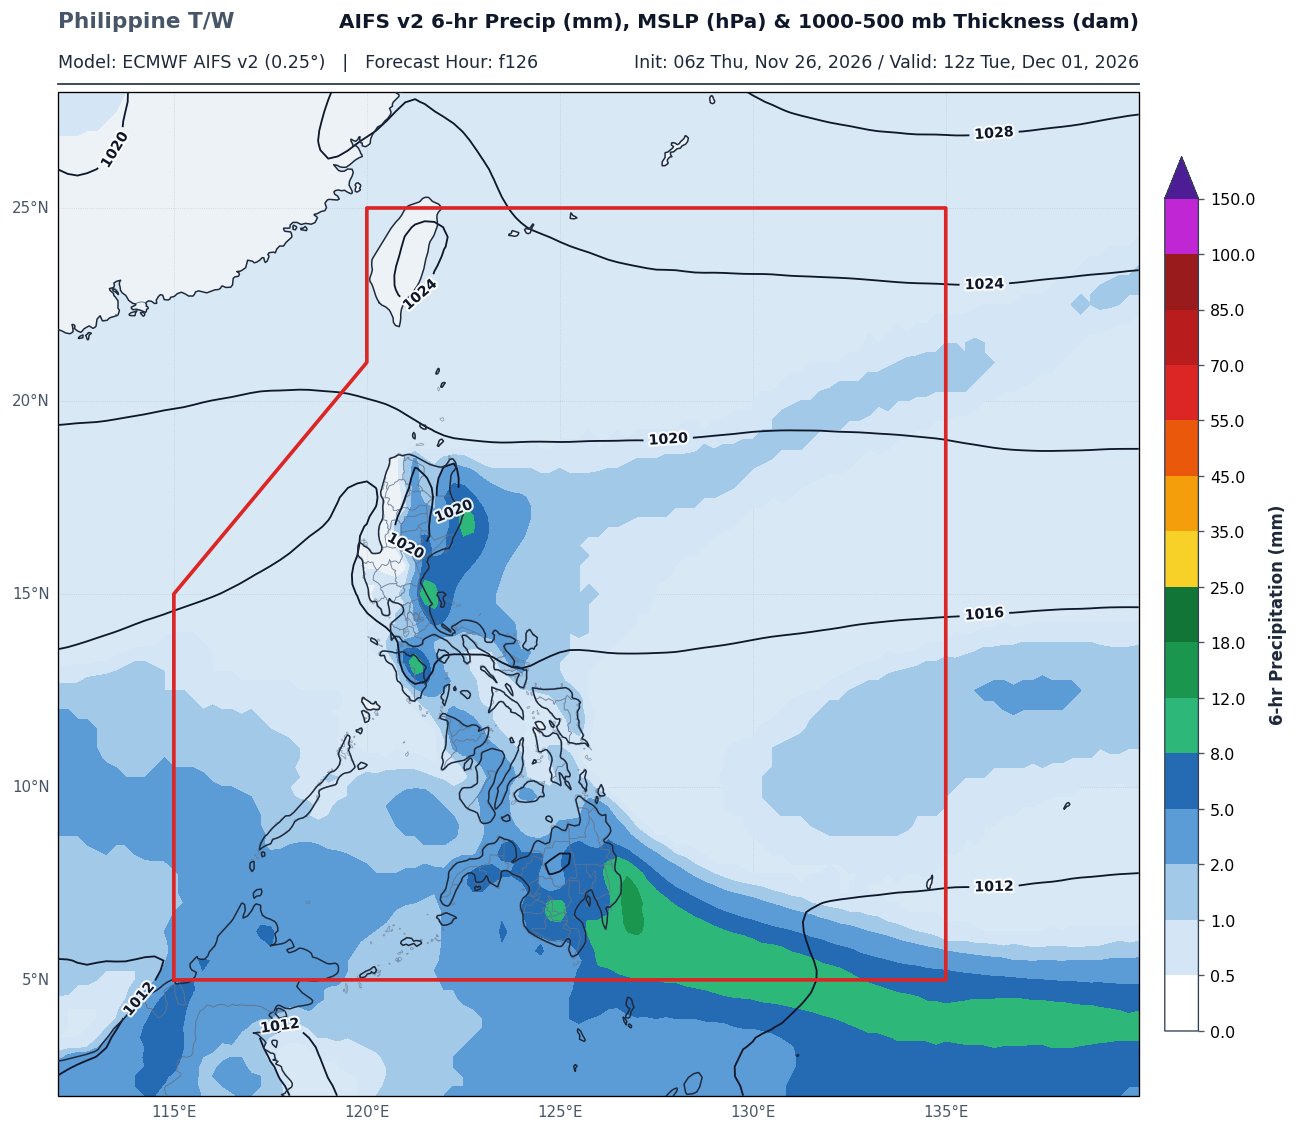 Philippine T/W
AIFS v2 6-hr Precip (mm), MSLP (hPa) & 1000-500 mb Thickness (dam)
Model: ECMWF AIFS v2 (0.25°) | Forecast Hour: f126
Init: 06z Thu, Nov 26, 2026 / Valid: 12z Tue, Dec 01, 2026
1020
1028
25°N
1024
1024
20°N
1020
1020
1020
15°N
1016
10°N
1012
5°N
1012
1012
115°E
120°E
125°E
130°E
135°E
150.0
100.0
85.0
70.0
55.0
45.0
35.0
25.0
18.0
12.0
8.0
5.0
2.0
1.0
0.5
0.0
6-hr Precipitation (mm)